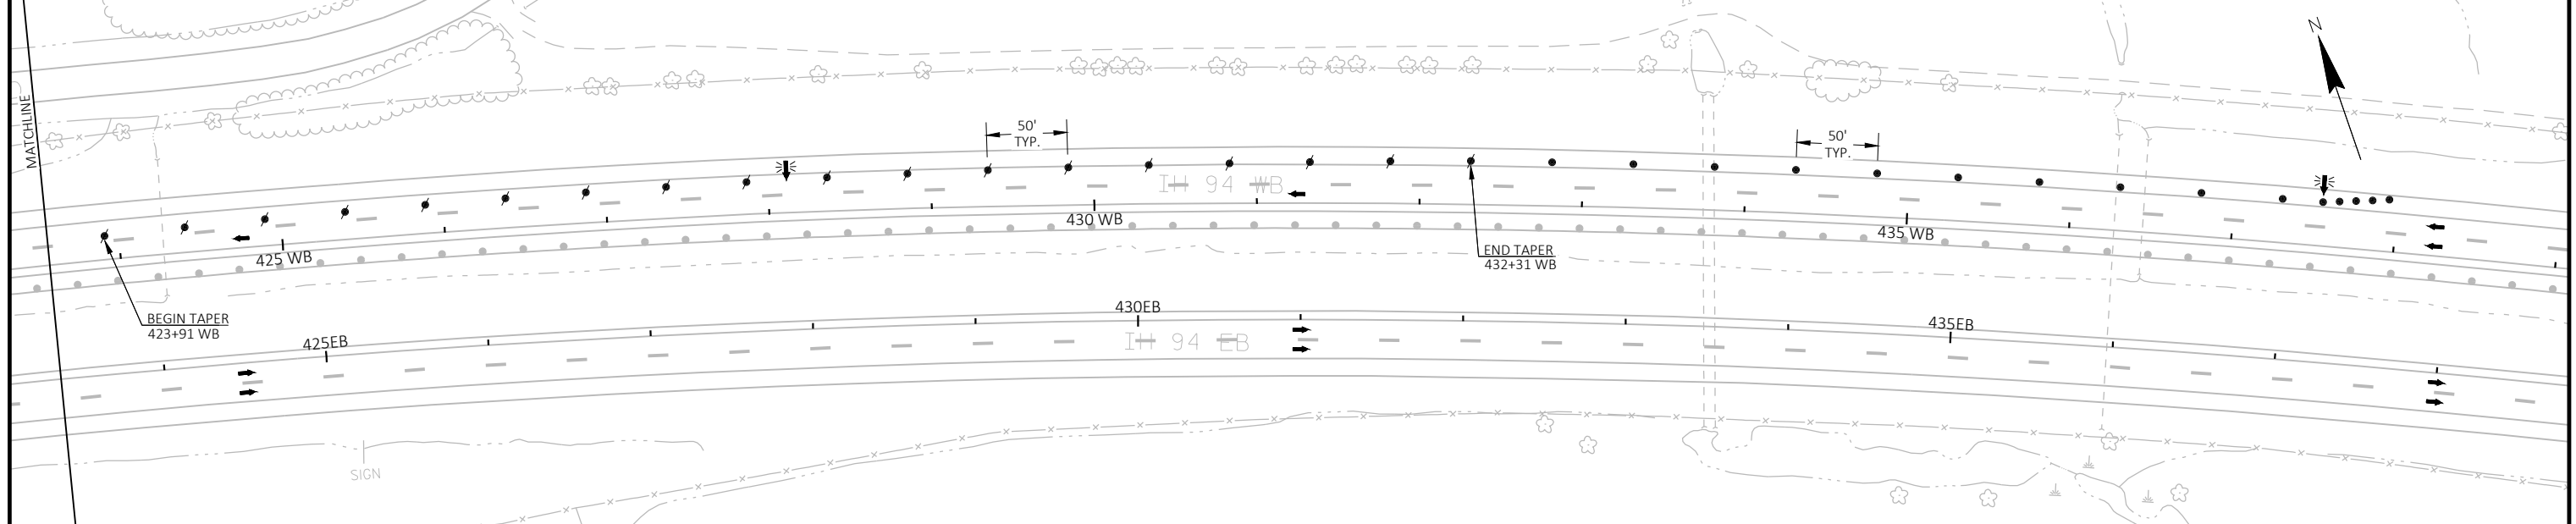 N
MATCHLINE
50'
TYP.
50'
TYP.
IH 94 WB
430 WB
435 WB
425 WB
END TAPER
432+31 WB
BEGIN TAPER
423+91 WB
430EB
435EB
425EB
IH 94 EB
SIGN